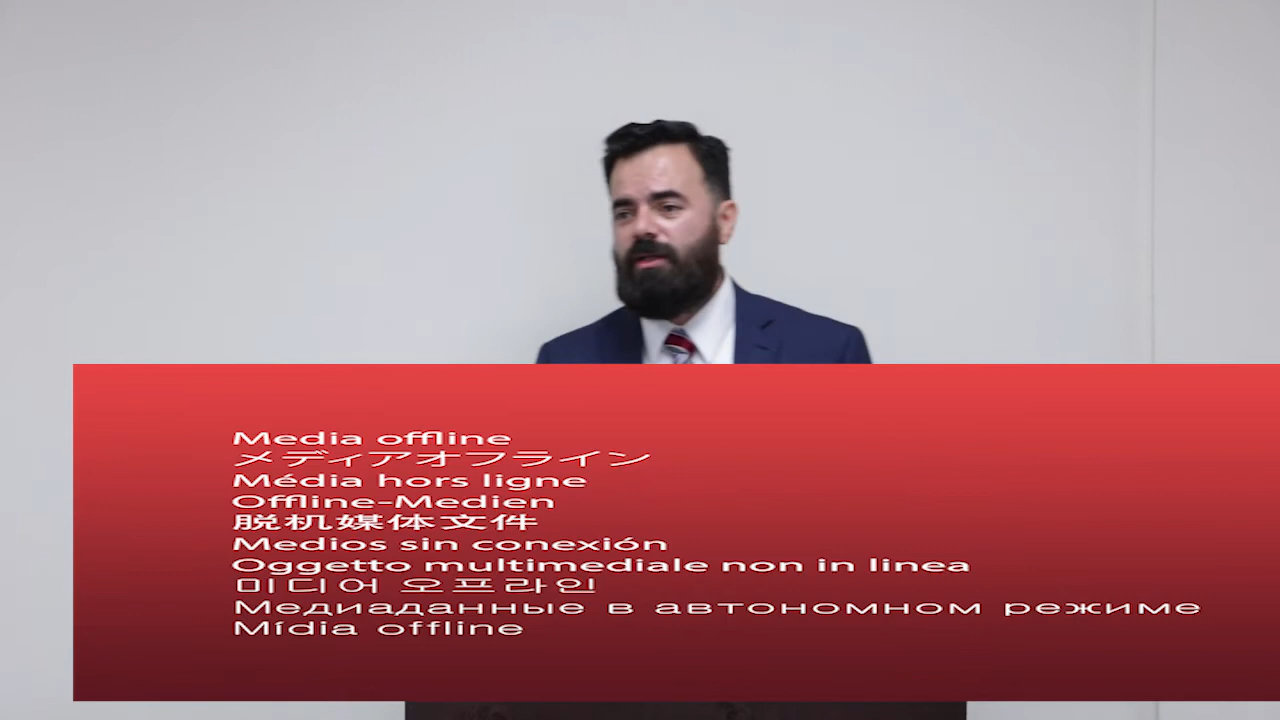 Media offline
メディアオフライン
Média hors ligne
Offline-Medien
脱机媒体文件
Medios sin conexión
Oggetto multimediale non in linea
미디어 오프라인
Медиаданные в автономном режиме
Mídia offline